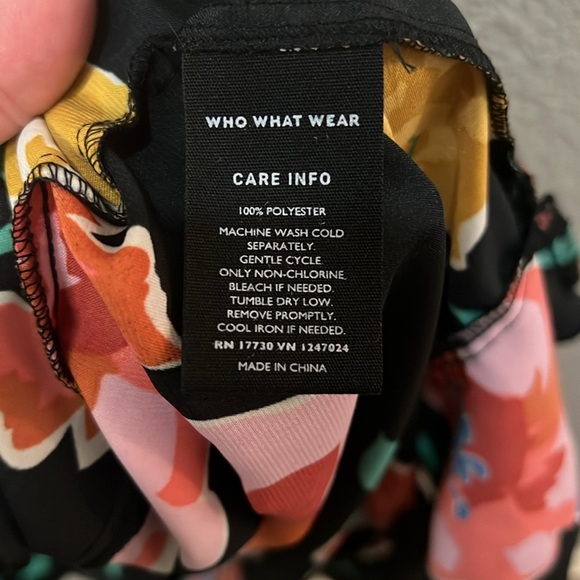 WHO WHAT WEAR
CARE INFO
100% POLYESTER
MACHINE WASH COLD
SEPARATELY.
GENTLE CYCLE.
ONLY NON-CHLORINE
BLEACH IF NEEDED.
TUMBLE DRY LOW.
REMOVE PROMPTLY.
COOL IRON IF NEEDED.
RN 17730 VN 1247024
MADE IN CHINA